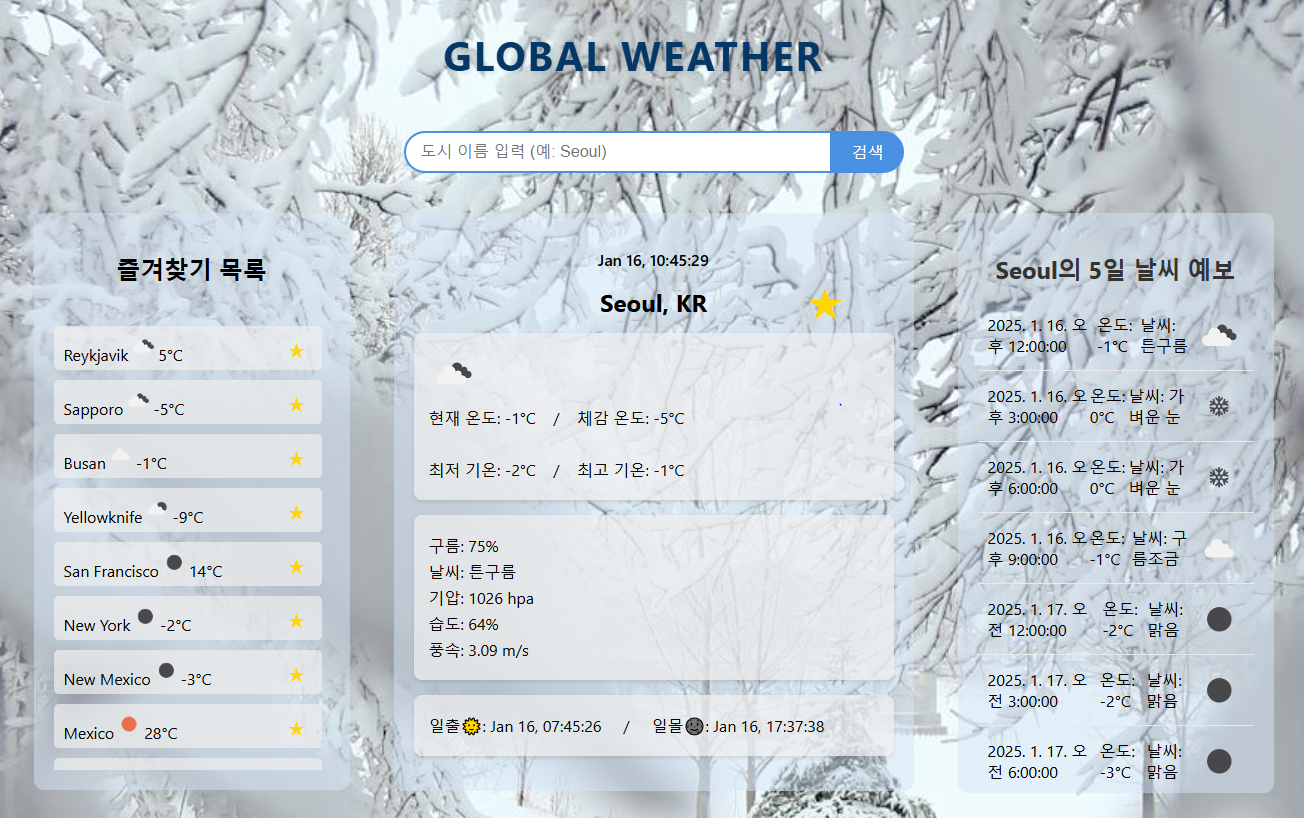 GLOBAL WEATHER
도시 이름 입력 (예: Seoul)
검색
즐겨찾기 목록
Reykjavik 5°C
Sapporo -5°C
Busan -1°C
Yellowknife -9°C
San Francisco 14°C
New York -2°C
New Mexico -3°C
Mexico 28°C
Jan 16, 10:45:29
Seoul, KR
현재 온도: -1°C / 체감 온도: -5°C
최저 기온: -2°C / 최고 기온: -1°C
구름: 75%
날씨: 튼구름
기압: 1026 hpa
습도: 64%
풍속: 3.09 m/s
일출🌞: Jan 16, 07:45:26 / 일몰🌚: Jan 16, 17:37:38
Seoul의 5일 날씨 예보
2025. 1. 16. 오 온도: 날씨:
후 12:00:00 -1°C 튼구름
2025. 1. 16. 오 온도: 날씨: 가
후 3:00:00 0°C 벼운 눈
2025. 1. 16. 오 온도: 날씨: 가
후 6:00:00 0°C 벼운 눈
2025. 1. 16. 오 온도: 날씨: 구
후 9:00:00 -1°C 름조금
2025. 1. 17. 오 온도: 날씨:
전 12:00:00 -2°C 맑음
2025. 1. 17. 오 온도: 날씨:
전 3:00:00 -2°C 맑음
2025. 1. 17. 오 온도: 날씨:
전 6:00:00 -3°C 맑음